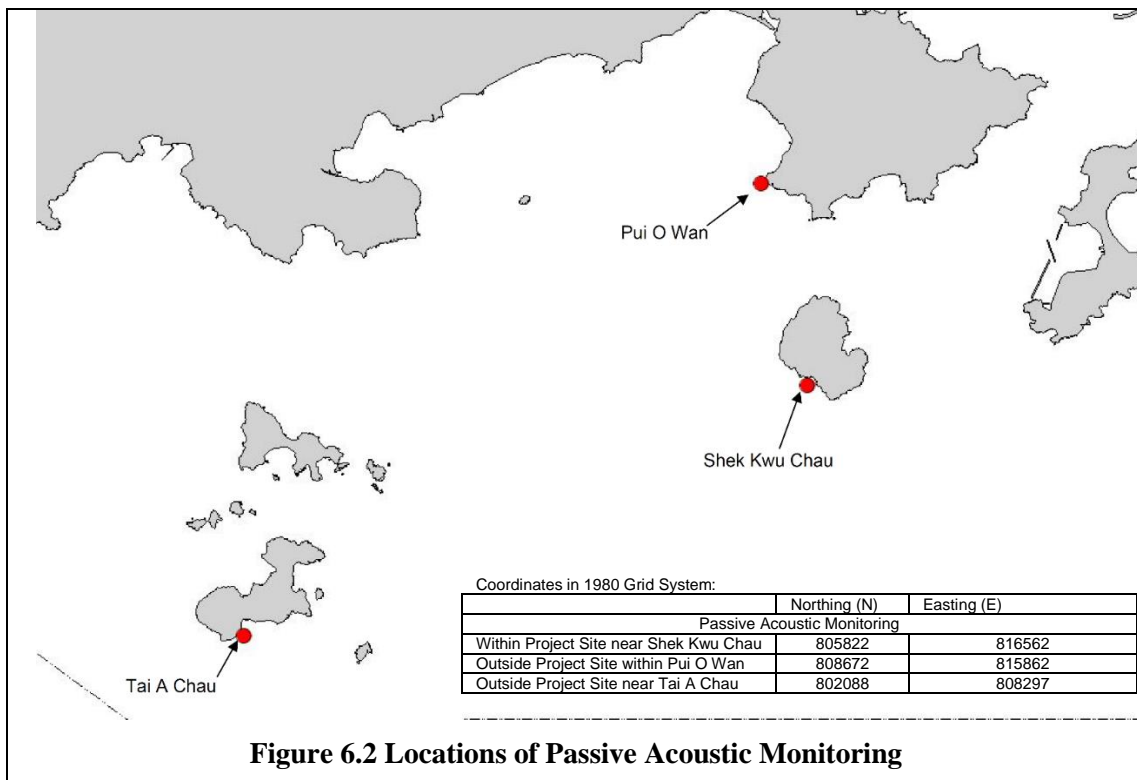 Pui O Wan
Shek Kwu Chau
Tai A Chau
Coordinates in 1980 Grid System:
Northing (N) Easting (E)
Passive Acoustic Monitoring
Within Project Site near Shek Kwu Chau 805822 816562
Outside Project Site within Pui O Wan 808672 815862
Outside Project Site near Tai A Chau 802088 808297
Figure 6.2 Locations of Passive Acoustic Monitoring